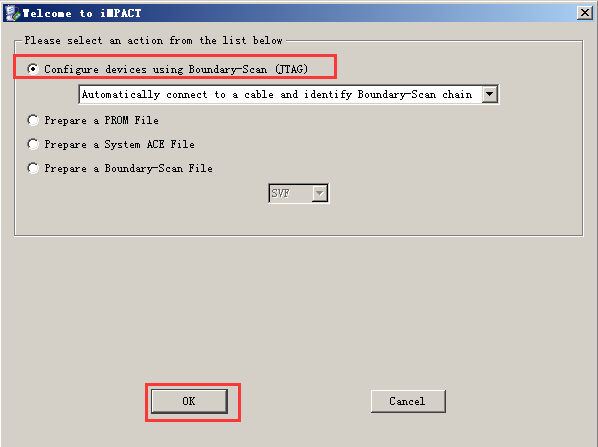 Welcome to iMPACT
Please select an action from the list below
Configure devices using Boundary-Scan (JTAG)
Automatically connect to a cable and identify Boundary-Scan chain
Prepare a PROM File
Prepare a System ACE File
Prepare a Boundary-Scan File
SVF
OK
Cancel